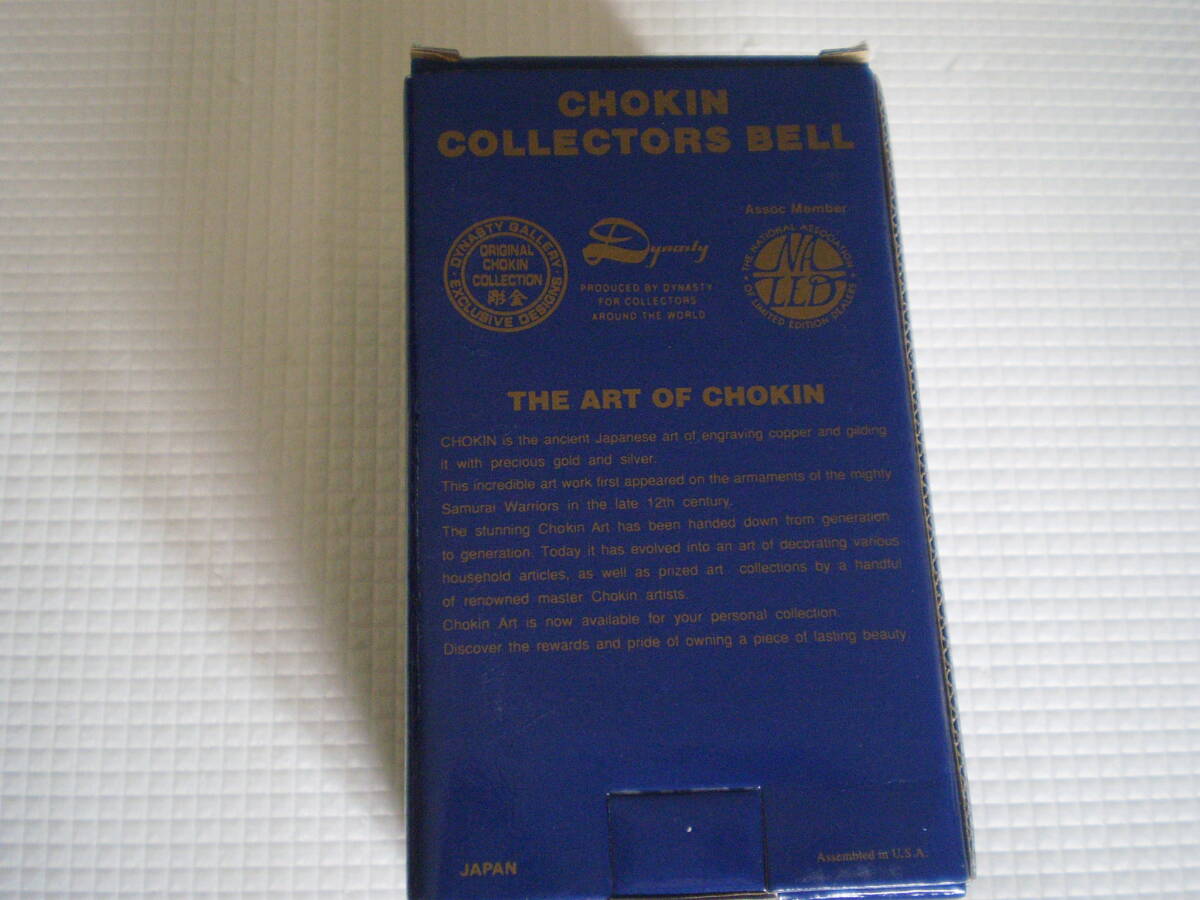 CHOKIN
COLLECTORS BELL
DYNASTY GALLERY
ORIGINAL
CHOKIN
COLLECTION
彫金
EXCLUSIVE DESIGNS
Dynasty
PRODUCED BY DYNASTY
FOR COLLECTORS
AROUND THE WORLD
Assoc Member
THE NATIONAL ASSOCIATION
NA
LED
OF LIMITED EDITION DEALERS
THE ART OF CHOKIN
CHOKIN is the ancient Japanese art of engraving copper and gilding
it with precious gold and silver.
This incredible art work first appeared on the armaments of the mighty
Samurai Warriors in the late 12th century.
The stunning Chokin Art has been handed down from generation
to generation. Today it has evolved into an art of decorating various
household articles, as well as prized art collections by a handful
of renowned master Chokin artists.
Chokin Art is now available for your personal collection.
Discover the rewards and pride of owning a piece of lasting beauty
JAPAN
Assembled in U.S.A.